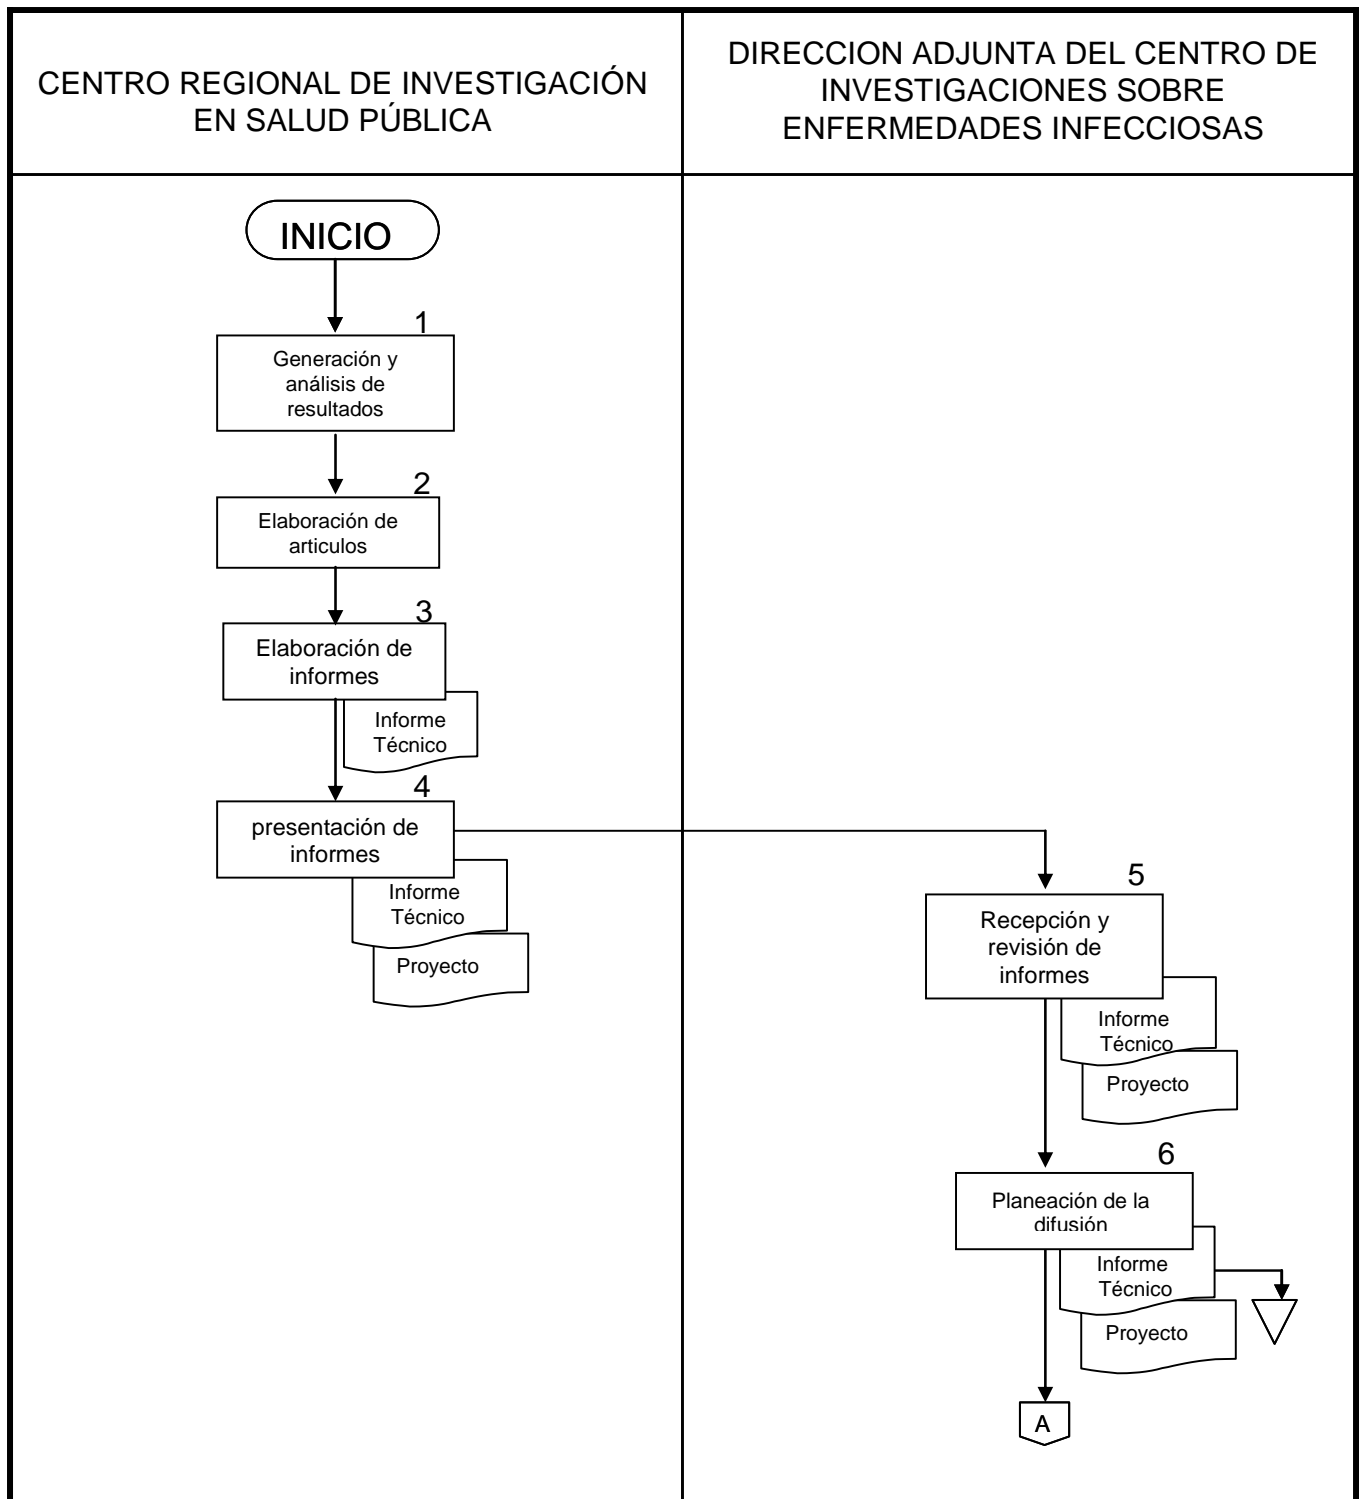 CENTRO REGIONAL DE INVESTIGACIÓN
EN SALUD PÚBLICA
DIRECCION ADJUNTA DEL CENTRO DE
INVESTIGACIONES SOBRE
ENFERMEDADES INFECCIOSAS
INICIO
1
Generación y
análisis de
resultados
2
Elaboración de
articulos
3
Elaboración de
informes
Informe
Técnico
4
presentación de
informes
Informe
Técnico
Proyecto
5
Recepción y
revisión de
informes
Informe
Técnico
Proyecto
6
Planeación de la
difusión
Informe
Técnico
Proyecto
A